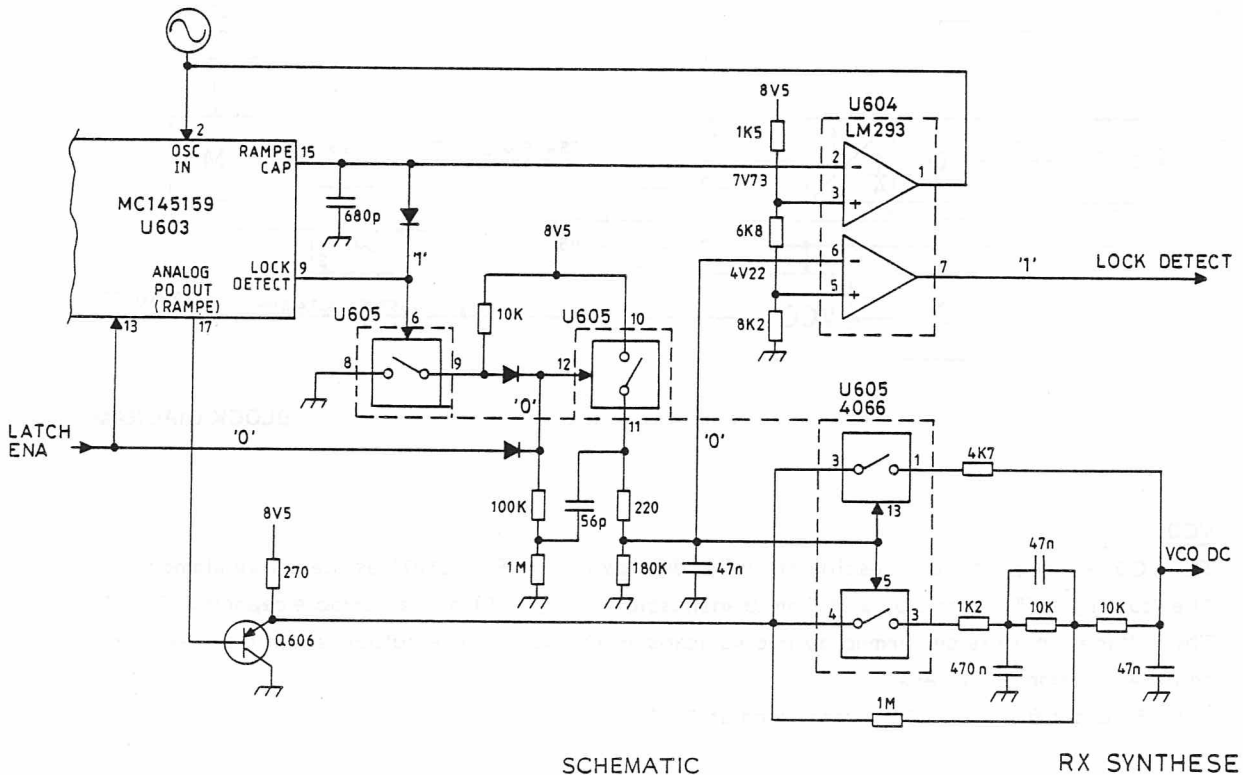 8V5
U604
LM293
1K5
7V73
6K8
4V22
8K2
2
3
1
6
5
7
'1'
LOCK DETECT
2
OSC
IN
RAMPE
CAP
15
MC145159
U603
680p
9
LOCK
DETECT
'1'
ANALOG
PD OUT
(RAMPE)
13
17
8V5
U605
6
10K
U605
10
8
9
12
'0'
11
'0'
LATCH
ENA
'0'
U605
4066
3
1
4K7
13
100K
56p
220
8V5
270
1M
180K
47n
5
4
3
1K2
47n
10K
10K
VCO DC
Q606
470n
47n
1M
SCHEMATIC
RX SYNTHESE